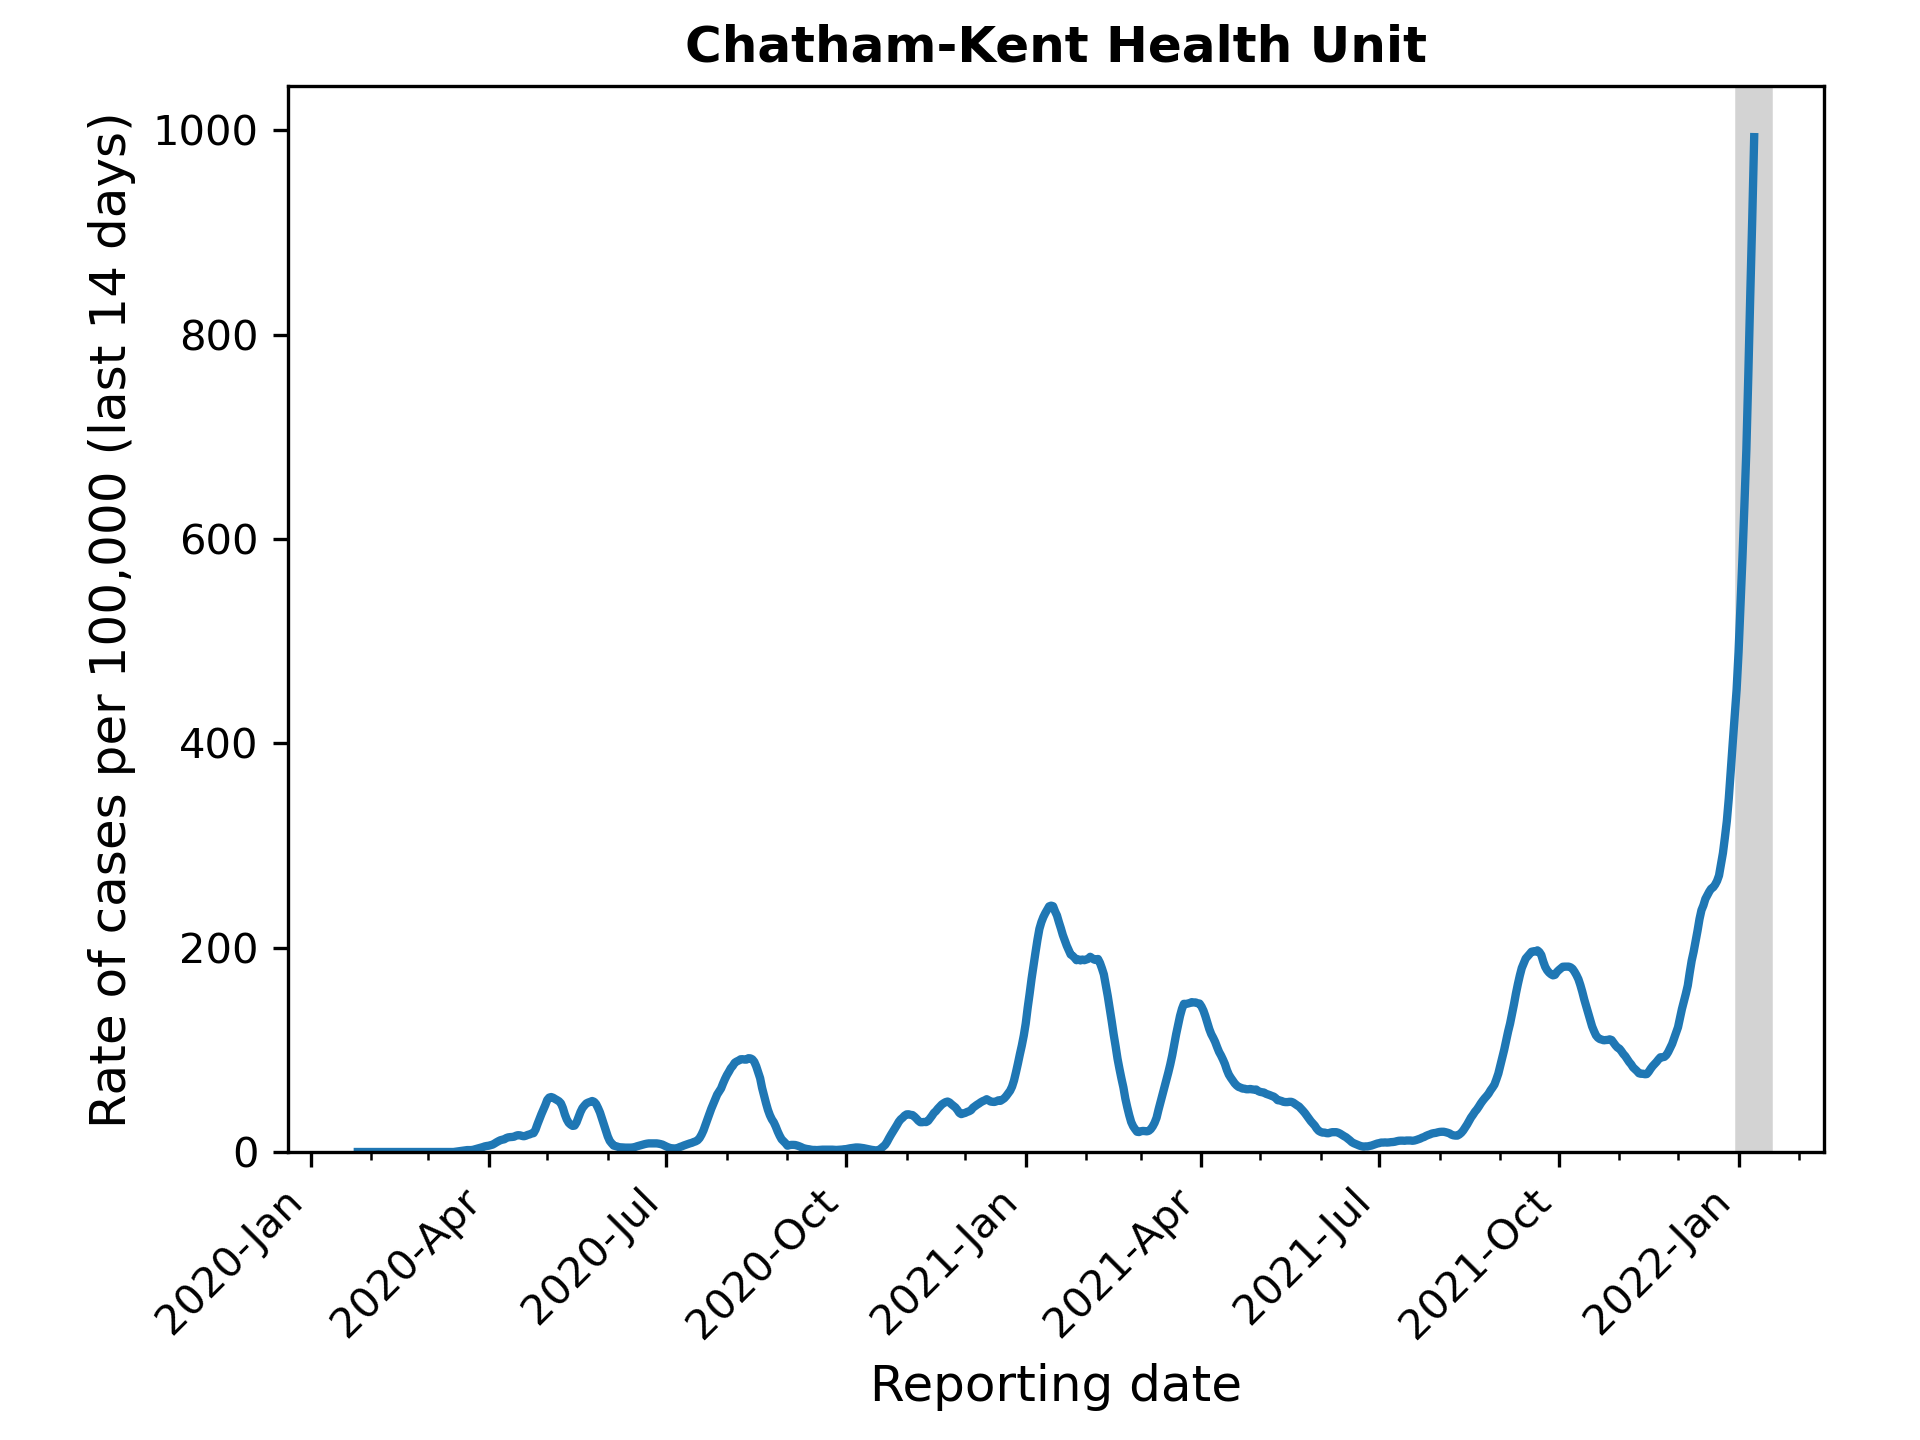 Chatham-Kent Health Unit
Rate of cases per 100,000 (last 14 days)
1000
800
600
400
200
0
2020-Jan
2020-Apr
2020-Jul
2020-Oct
2021-Jan
2021-Apr
2021-Jul
2021-Oct
2022-Jan
Reporting date